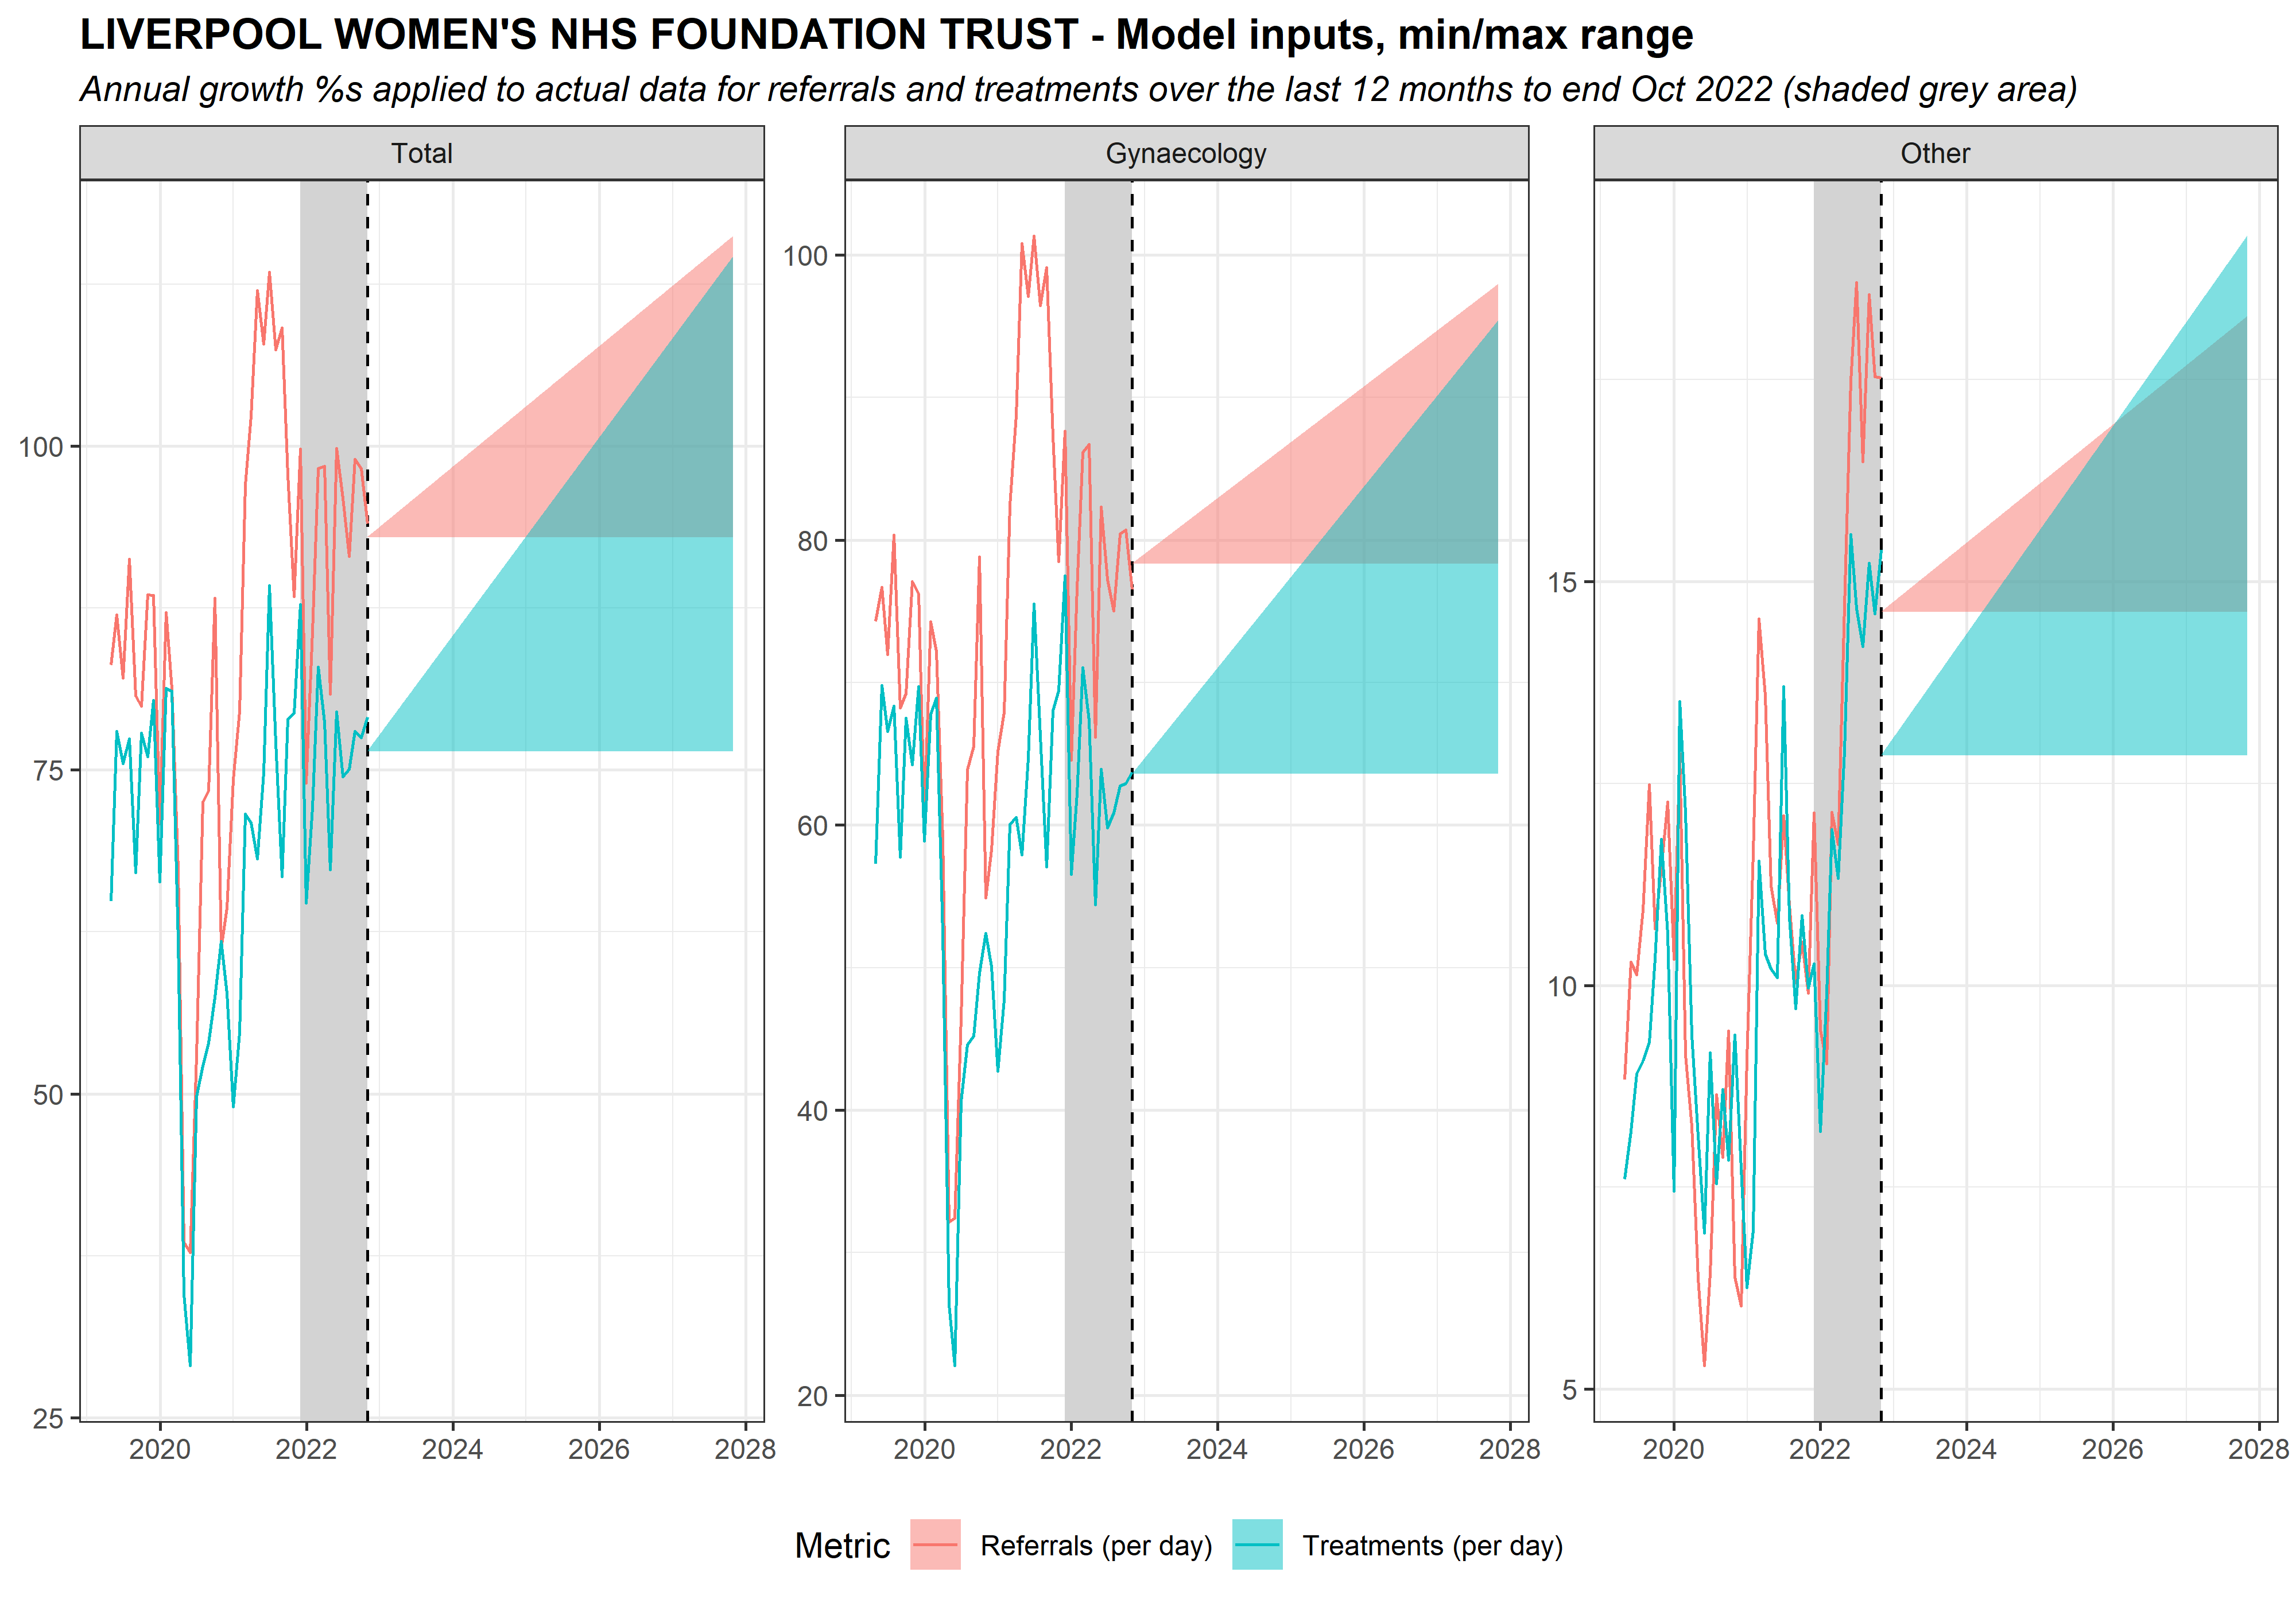 LIVERPOOL WOMEN'S NHS FOUNDATION TRUST - Model inputs, min/max range
Annual growth %s applied to actual data for referrals and treatments over the last 12 months to end Oct 2022 (shaded grey area)
Total
Gynaecology
Other
100
75
50
25
100
80
60
40
20
15
10
5
2020 2022 2024 2026 2028
2020 2022 2024 2026 2028
2020 2022 2024 2026 2028
Metric Referrals (per day) Treatments (per day)